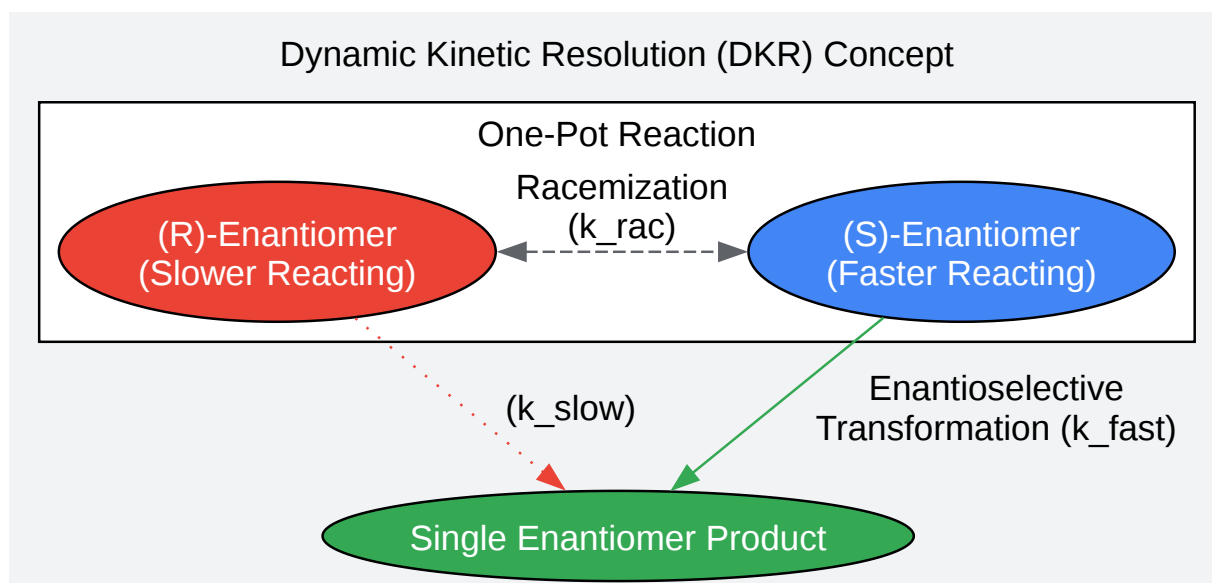 Dynamic Kinetic Resolution (DKR) Concept
One-Pot Reaction
Racemization
(k_rac)
(R)-Enantiomer
(Slower Reacting)
(S)-Enantiomer
(Faster Reacting)
(k_slow)
Enantioselective
Transformation (k_fast)
Single Enantiomer Product